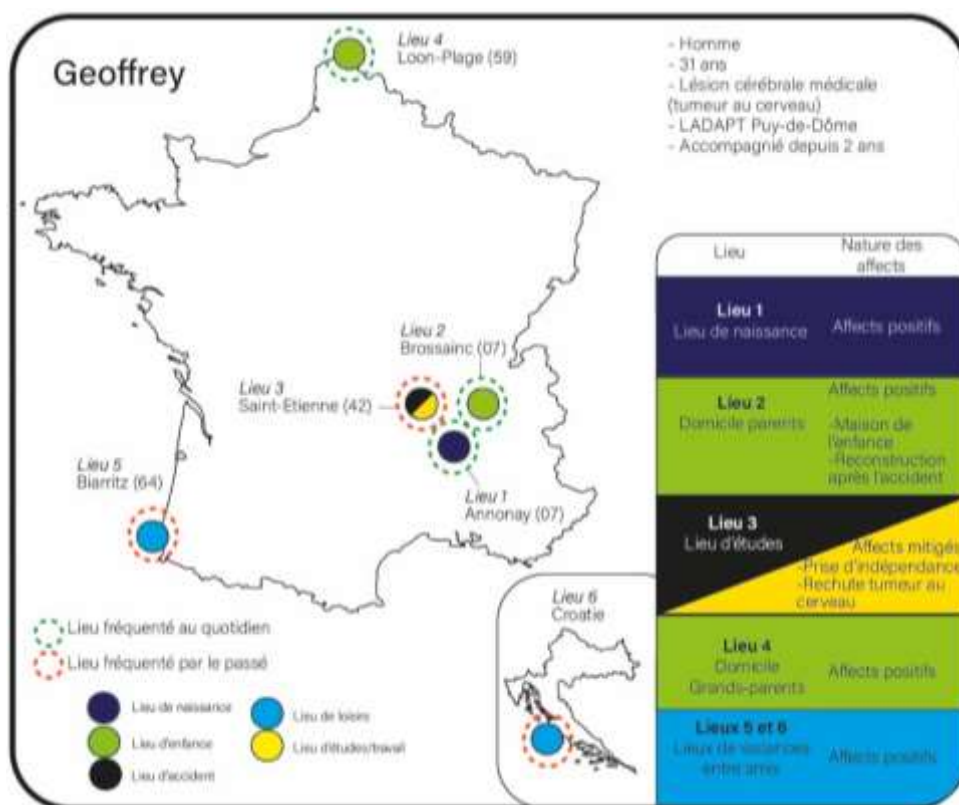 Geoffrey
Lieu 4
Loon-Plage (59)
- Homme
- 31 ans
- Lésion cérébrale médicale
(tumeur au cerveau)
- LADAPT Puy-de-Dôme
- Accompagné depuis 2 ans
Lieu 2
Brossainc (07)
Lieu 3
Saint-Etienne (42)
Lieu 5
Biarritz (64)
Lieu 1
Annonay (07)
Lieu 6
Croatie
Lieu fréquenté au quotidien
Lieu fréquenté par le passé
Lieu de naissance
Lieu d'enfance
Lieu d'accident
Lieu de loisirs
Lieu d'études/travail
Lieu
Nature des
affects
Lieu 1
Lieu de naissance
Affects positifs
Lieu 2
Domicile parents
Affects positifs
-Maison de
l'enfance
-Reconstruction
après l'accident
Lieu 3
Lieu d'études
Affects mitigés
-Prise d'indépendance
-Rechute tumeur au
cerveau
Lieu 4
Domicile
Grands-parents
Affects positifs
Lieux 5 et 6
Lieux de vacances
entre amis
Affects positifs